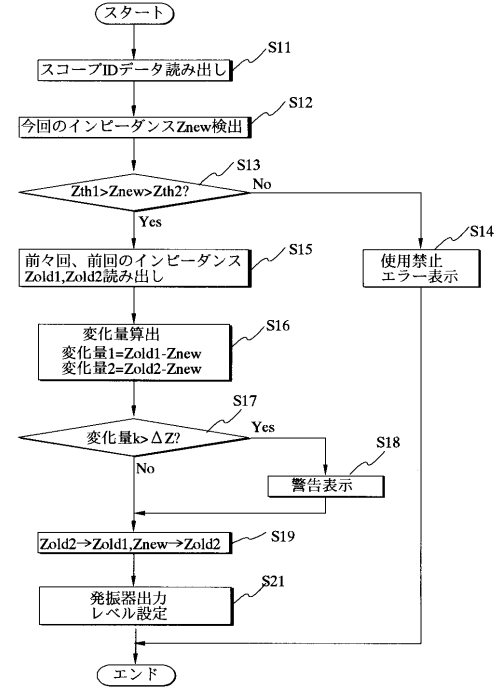 スタート
S11
スコープIDデータ読み出し
S12
今回のインピーダンスZnew検出
S13
Zth1>Znew>Zth2?
No
Yes
S14
使用禁止
エラー表示
S15
前々回、前回のインピーダンス
Zold1,Zold2読み出し
S16
変化量算出
変化量1=Zold1-Znew
変化量2=Zold2-Znew
S17
変化量k>ΔZ?
Yes
No
S18
警告表示
S19
Zold2→Zold1,Znew→Zold2
S21
発振器出力
レベル設定
エンド